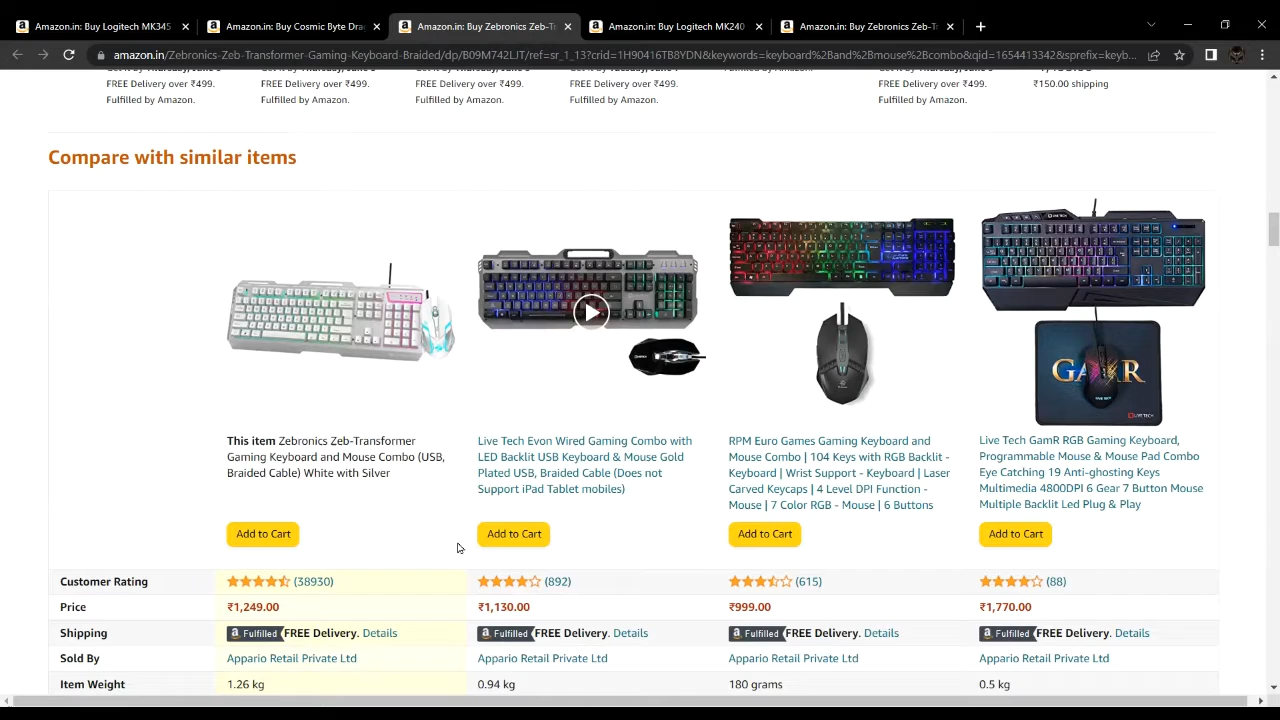 Amazon.in: Buy Logitech MK345
Amazon.in: Buy Cosmic Byte Dra
Amazon.in: Buy Zebronics Zeb-T
Amazon.in: Buy Logitech MK240
Amazon.in: Buy Zebronics Zeb-T
amazon.in/Zebronics-Zeb-Transformer-Gaming-Keyboard-Braided/dp/B09M742LJT/ref=sr_1_13?crid=1H90416TB8YDN&keywords=keyboard%2Band%2Bmouse%2Bcombo&qid=1654413342&sprefix=keyb...
FREE Delivery over ₹499. FREE Delivery over ₹499. FREE Delivery over ₹499. FREE Delivery over ₹499. FREE Delivery over ₹499. ₹150.00 shipping
Fulfilled by Amazon. Fulfilled by Amazon. Fulfilled by Amazon. Fulfilled by Amazon. Fulfilled by Amazon.
Compare with similar items
This item Zebronics Zeb-Transformer
Gaming Keyboard and Mouse Combo (USB,
Braided Cable) White with Silver
Live Tech Evon Wired Gaming Combo with
LED Backlit USB Keyboard & Mouse Gold
Plated USB, Braided Cable (Does not
Support iPad Tablet mobiles)
RPM Euro Games Gaming Keyboard and
Mouse Combo | 104 Keys with RGB Backlit -
Keyboard | Wrist Support - Keyboard | Laser
Carved Keycaps | 4 Level DPI Function -
Mouse | 7 Color RGB - Mouse | 6 Buttons
GAMR
LIVE TECH
Live Tech GamR RGB Gaming Keyboard,
Programmable Mouse & Mouse Pad Combo
Eye Catching 19 Anti-ghosting Keys
Multimedia 4800DPI 6 Gear 7 Button Mouse
Multiple Backlit Led Plug & Play
Add to Cart Add to Cart Add to Cart Add to Cart
Customer Rating (38930) (892) (615) (88)
Price ₹1,249.00 ₹1,130.00 ₹999.00 ₹1,770.00
Shipping a Fulfilled FREE Delivery. Details a Fulfilled FREE Delivery. Details a Fulfilled FREE Delivery. Details a Fulfilled FREE Delivery. Details
Sold By Appario Retail Private Ltd Appario Retail Private Ltd Appario Retail Private Ltd Appario Retail Private Ltd
Item Weight 1.26 kg 0.94 kg 180 grams 0.5 kg